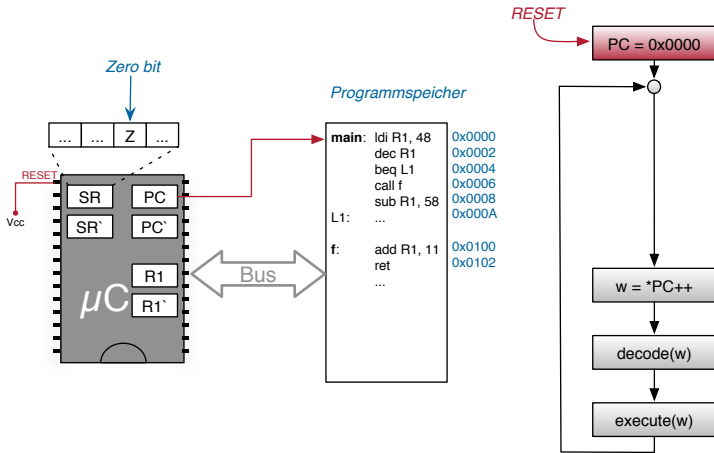 Zero bit
... ... Z ...
RESET
Vcc
SR PC
SR` PC`
R1
R1`
µC
Bus
Programmspeicher
main: ldi R1, 48 0x0000
dec R1 0x0002
beq L1 0x0004
call f 0x0006
sub R1, 58 0x0008
L1: ... 0x000A
f: add R1, 11 0x0100
ret 0x0102
...
RESET
PC = 0x0000
w = *PC++
decode(w)
execute(w)